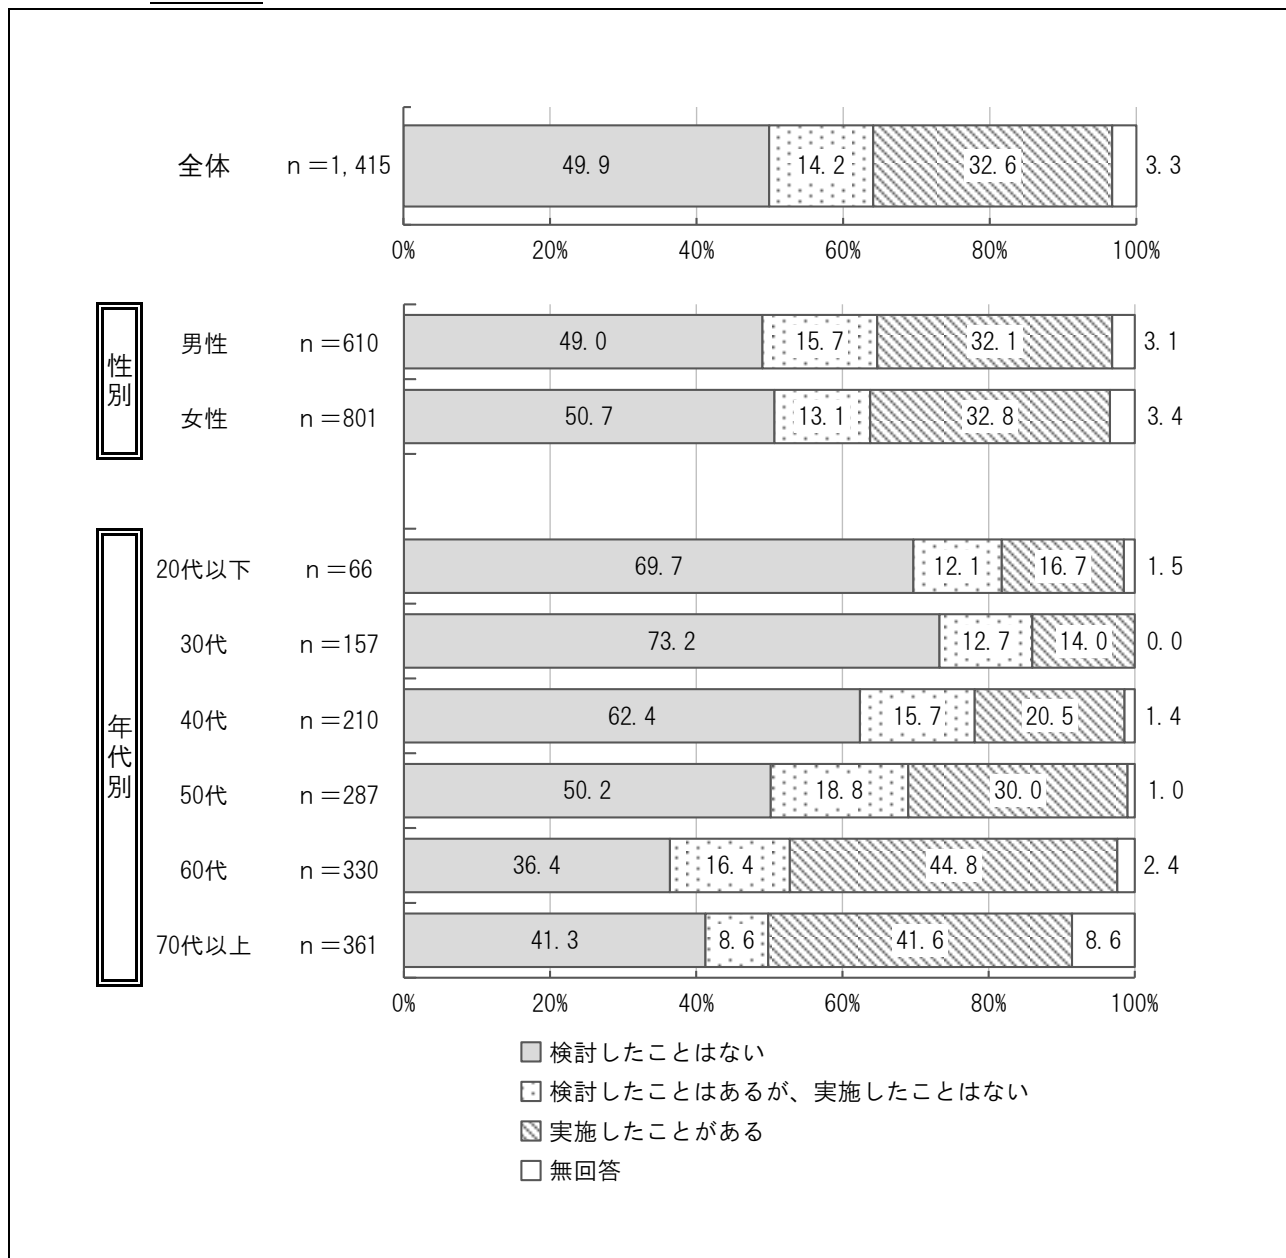 全体 n=1,415 49.9 14.2 32.6 3.3
0% 20% 40% 60% 80% 100%
性別
男性 n=610 49.0 15.7 32.1 3.1
女性 n=801 50.7 13.1 32.8 3.4
年代別
20代以下 n=66 69.7 12.1 16.7 1.5
30代 n=157 73.2 12.7 14.0 0.0
40代 n=210 62.4 15.7 20.5 1.4
50代 n=287 50.2 18.8 30.0 1.0
60代 n=330 36.4 16.4 44.8 2.4
70代以上 n=361 41.3 8.6 41.6 8.6
0% 20% 40% 60% 80% 100%
検討したことはない
検討したことはあるが、実施したことはない
実施したことがある
無回答